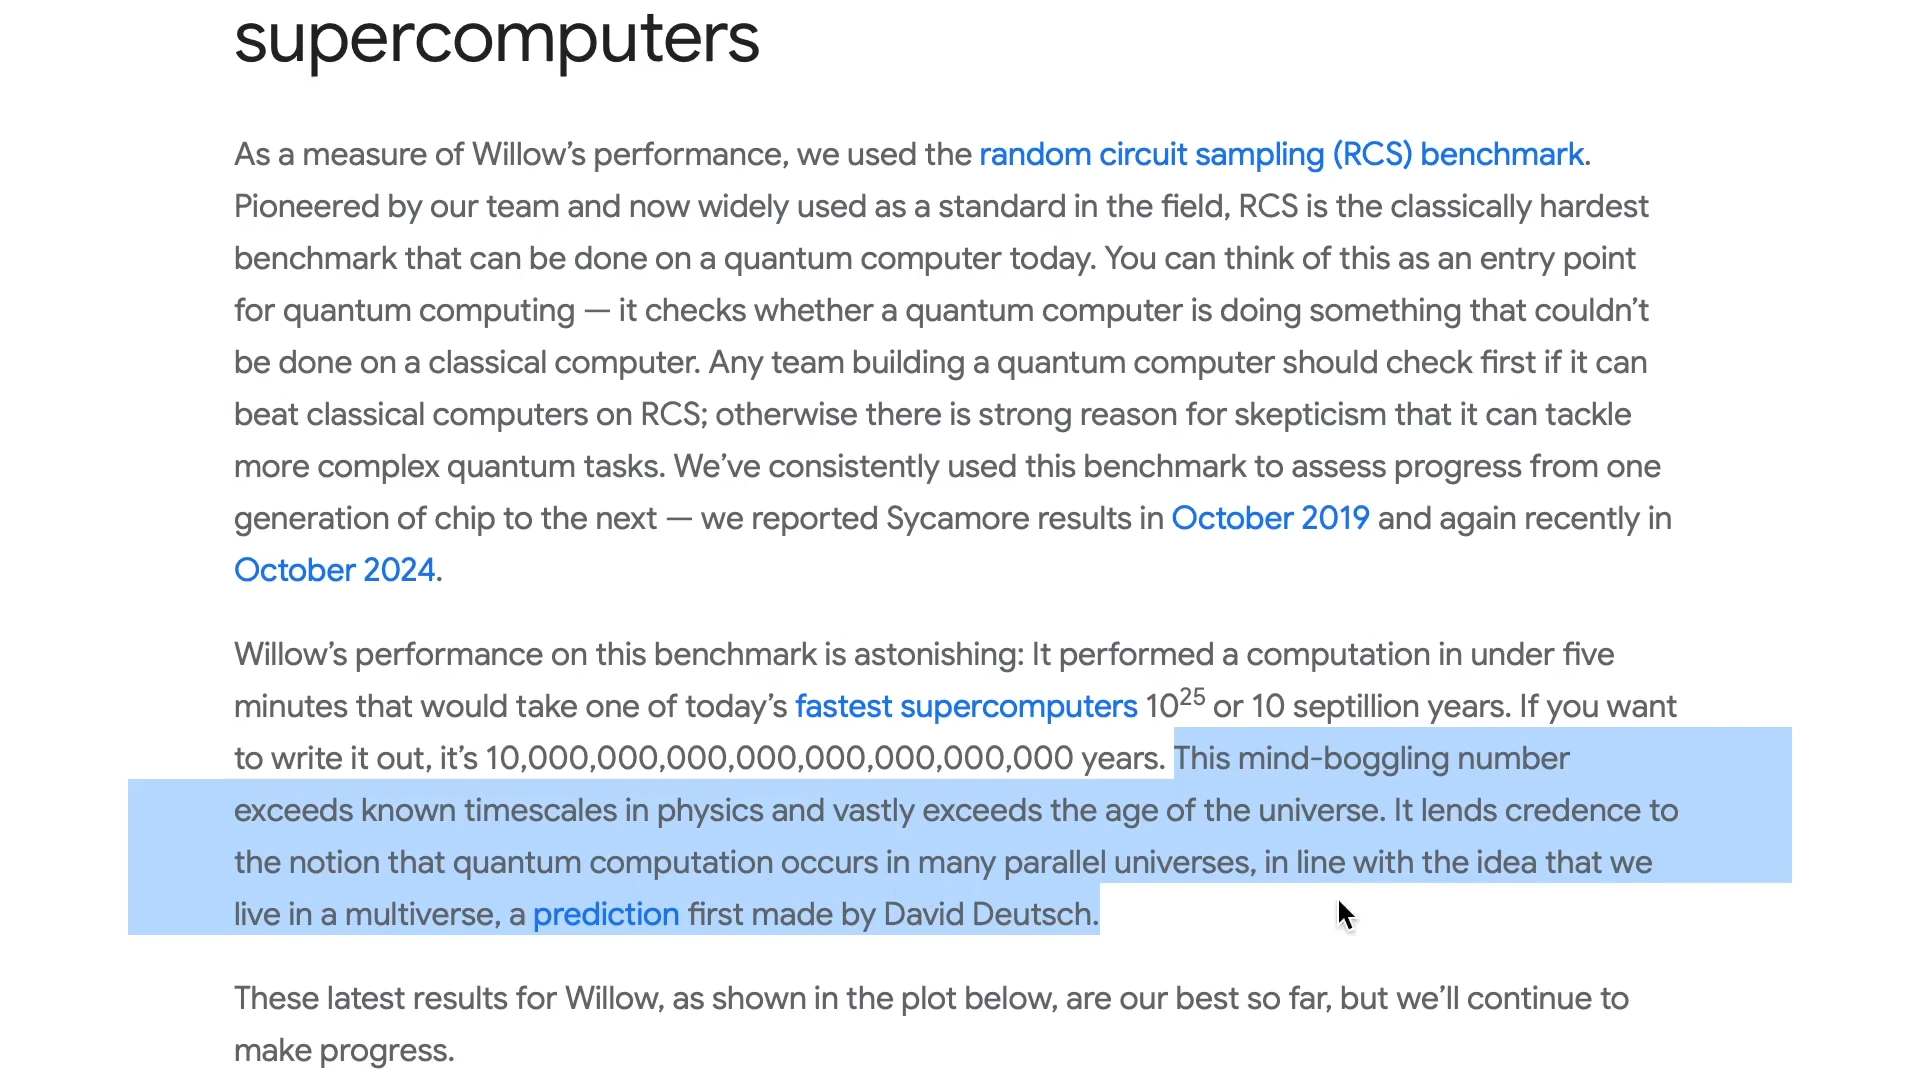 supercomputers
As a measure of Willow’s performance, we used the random circuit sampling (RCS) benchmark.
Pioneered by our team and now widely used as a standard in the field, RCS is the classically hardest
benchmark that can be done on a quantum computer today. You can think of this as an entry point
for quantum computing — it checks whether a quantum computer is doing something that couldn’t
be done on a classical computer. Any team building a quantum computer should check first if it can
beat classical computers on RCS; otherwise there is strong reason for skepticism that it can tackle
more complex quantum tasks. We’ve consistently used this benchmark to assess progress from one
generation of chip to the next — we reported Sycamore results in October 2019 and again recently in
October 2024.
Willow’s performance on this benchmark is astonishing: It performed a computation in under five
minutes that would take one of today’s fastest supercomputers 10²⁵ or 10 septillion years. If you want
to write it out, it’s 10,000,000,000,000,000,000,000,000 years. This mind-boggling number
exceeds known timescales in physics and vastly exceeds the age of the universe. It lends credence to
the notion that quantum computation occurs in many parallel universes, in line with the idea that we
live in a multiverse, a prediction first made by David Deutsch.
These latest results for Willow, as shown in the plot below, are our best so far, but we’ll continue to
make progress.